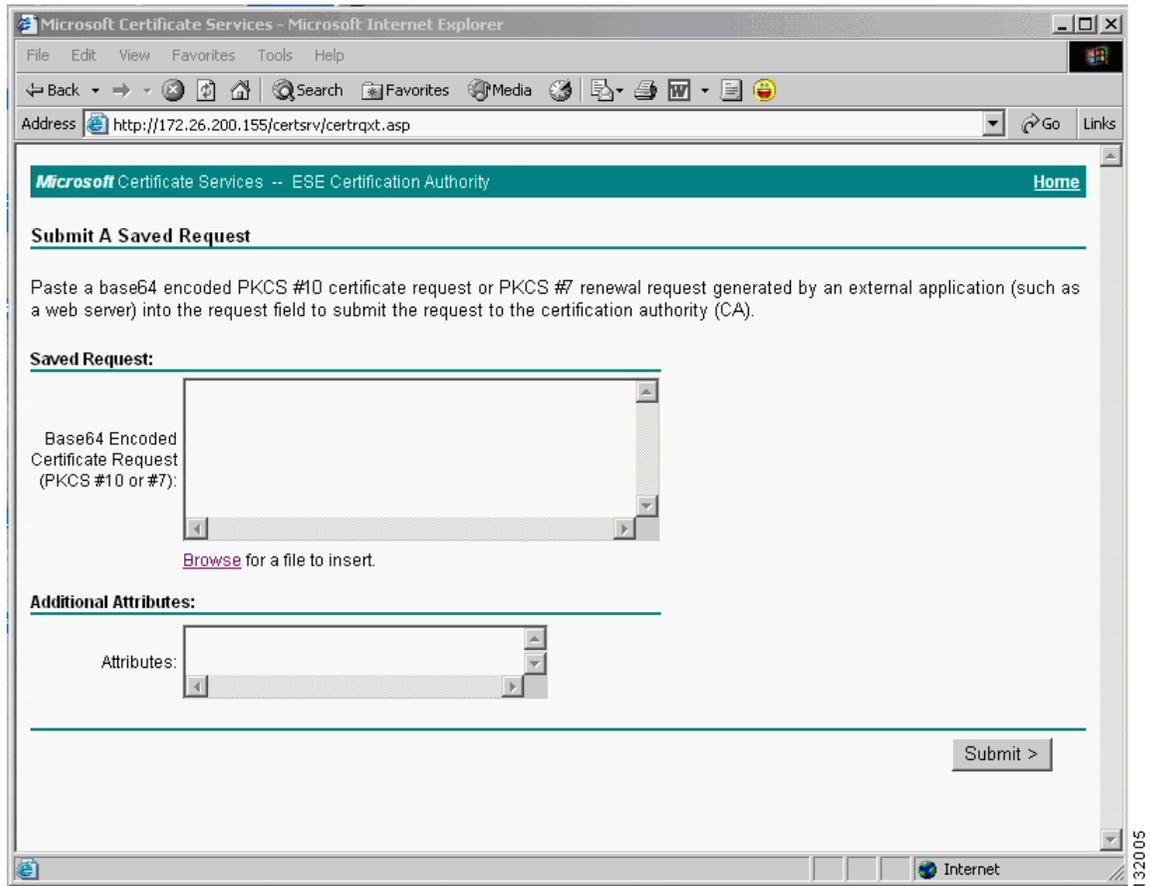 Microsoft Certificate Services - Microsoft Internet Explorer
File Edit View Favorites Tools Help
Back Search Favorites Media W
Address http://172.26.200.155/certsrv/certrqxt.asp Go Links
Microsoft Certificate Services -- ESE Certification Authority Home
Submit A Saved Request
Paste a base64 encoded PKCS #10 certificate request or PKCS #7 renewal request generated by an external application (such as
a web server) into the request field to submit the request to the certification authority (CA).
Saved Request:
Base64 Encoded
Certificate Request
(PKCS #10 or #7):
Browse for a file to insert.
Additional Attributes:
Attributes:
Submit >
Internet
132005